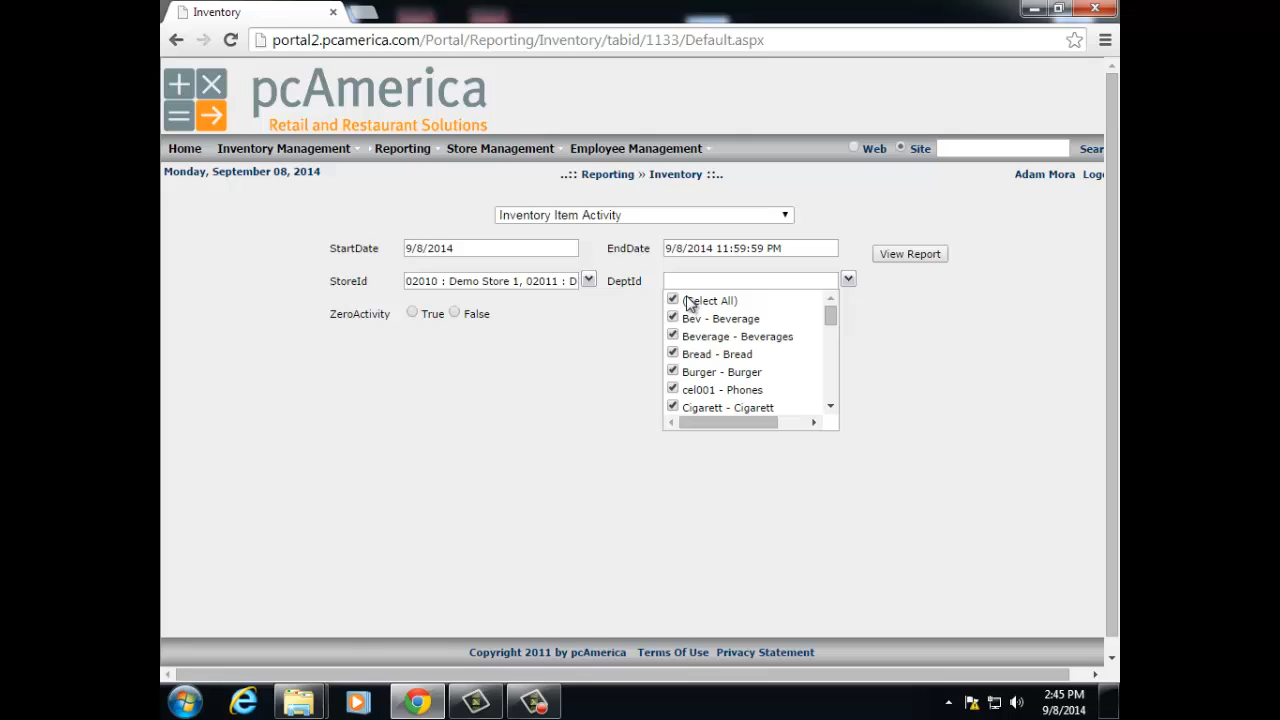 Inventory
portal2.pcamerica.com/Portal/Reporting/Inventory/tabid/1133/Default.aspx
pcAmerica
Retail and Restaurant Solutions
Home Inventory Management Reporting Store Management Employee Management Web Site Sear
Monday, September 08, 2014 ..:: Reporting » Inventory ::.. Adam Mora Logo
Inventory Item Activity
StartDate 9/8/2014 EndDate 9/8/2014 11:59:59 PM View Report
StoreId 02010 : Demo Store 1, 02011 : D DeptId
ZeroActivity True False
(Select All)
Bev - Beverage
Beverage - Beverages
Bread - Bread
Burger - Burger
cel001 - Phones
Cigarett - Cigarett
Copyright 2011 by pcAmerica Terms Of Use Privacy Statement
2:45 PM
9/8/2014